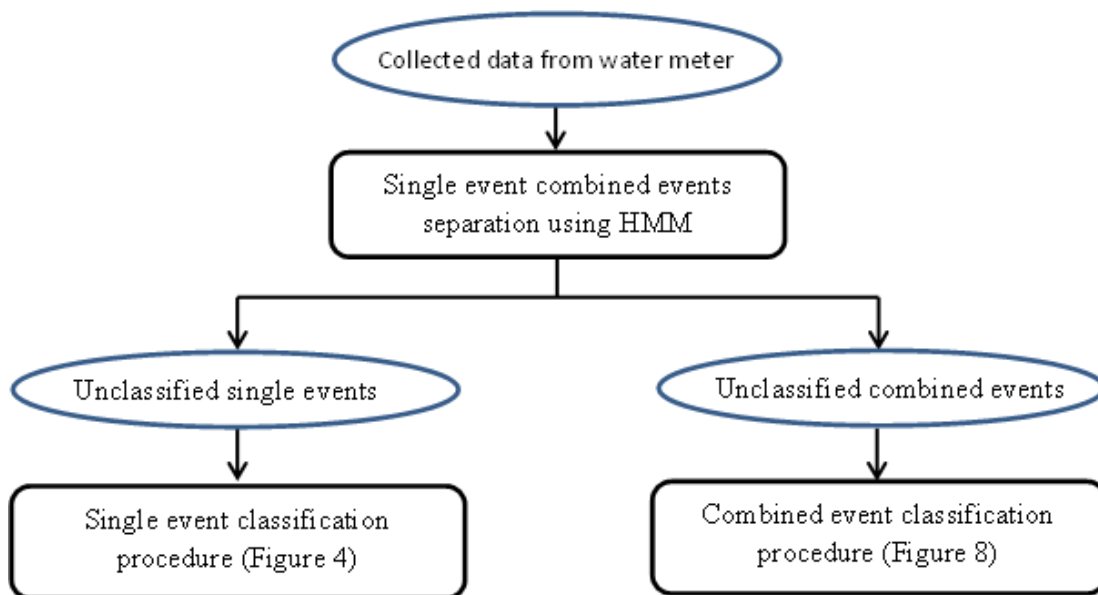 Collected data from water meter
Single event combined events
separation using HMM
Unclassified single events
Unclassified combined events
Single event classification
procedure (Figure 4)
Combined event classification
procedure (Figure 8)